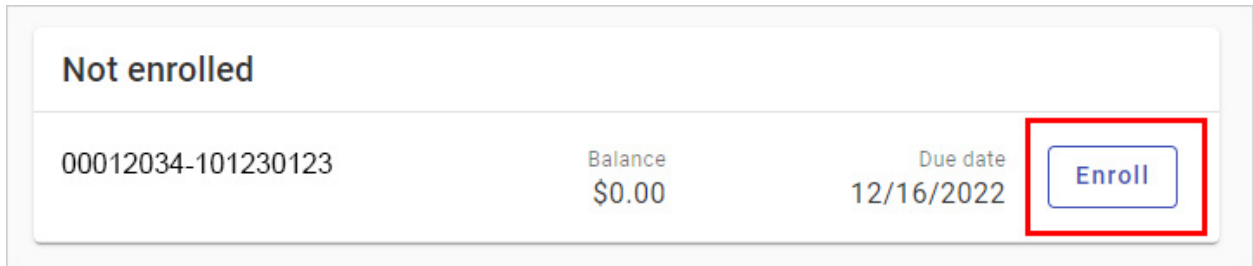 Not enrolled
00012034-101230123
Balance
$0.00
Due date
12/16/2022
Enroll